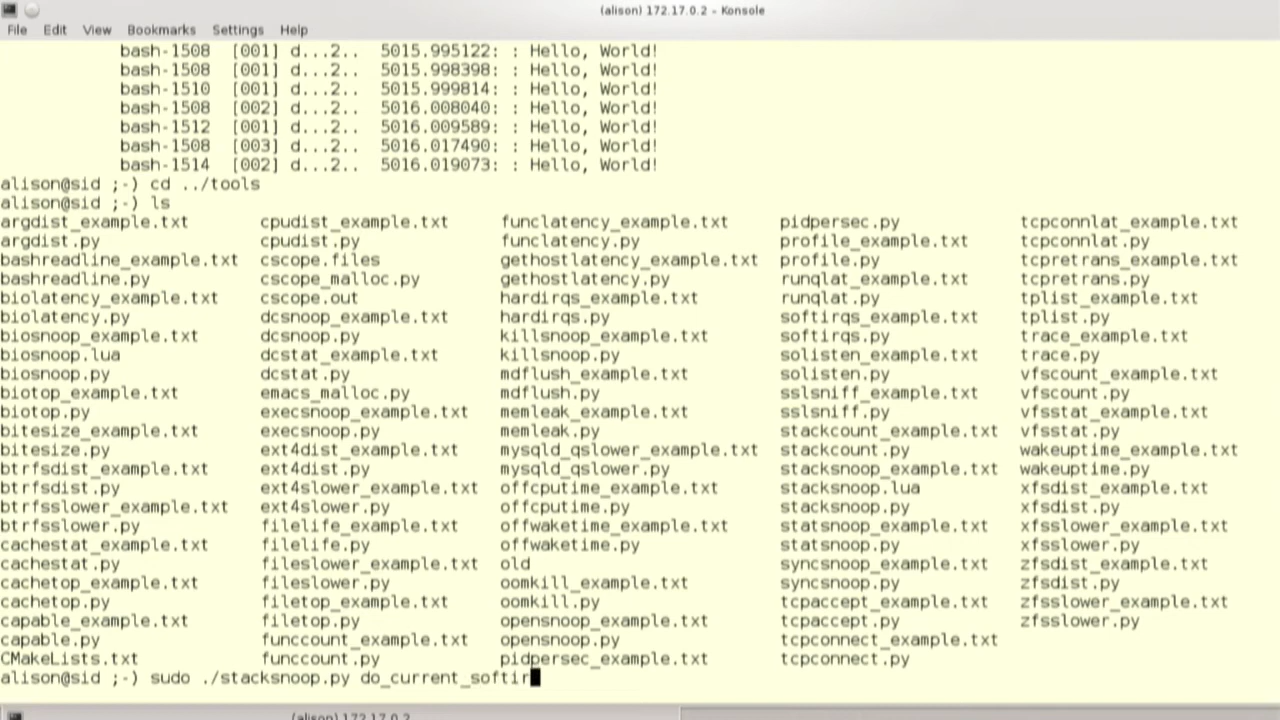 (alison) 172.17.0.2 – Konsole
File Edit View Bookmarks Settings Help
bash-1508 [001] d...2.. 5015.995122: : Hello, World!
bash-1508 [001] d...2.. 5015.998398: : Hello, World!
bash-1510 [001] d...2.. 5015.999814: : Hello, World!
bash-1508 [002] d...2.. 5016.008040: : Hello, World!
bash-1512 [001] d...2.. 5016.009589: : Hello, World!
bash-1508 [003] d...2.. 5016.017490: : Hello, World!
bash-1514 [002] d...2.. 5016.019073: : Hello, World!
alison@sid ;-) cd ../tools
alison@sid ;-) ls
argdist_example.txt cpudist_example.txt funclatency_example.txt pidpersec.py tcpconnlat_example.txt
argdist.py cpudist.py funclatency.py profile_example.txt tcpconnlat.py
bashreadline_example.txt cscope.files gethostlatency_example.txt profile.py tcpretrans_example.txt
bashreadline.py cscope_malloc.py gethostlatency.py runqlat_example.txt tcpretrans.py
biolatency_example.txt cscope.out hardirqs_example.txt runqlat.py tplist_example.txt
biolatency.py dcsnoop_example.txt hardirqs.py softirqs_example.txt tplist.py
biosnoop_example.txt dcsnoop.py killsnoop_example.txt softirqs.py trace_example.txt
biosnoop.lua dcstat_example.txt killsnoop.py solisten_example.txt trace.py
biosnoop.py dcstat.py mdflush_example.txt solisten.py vfscount_example.txt
biotop_example.txt emacs_malloc.py mdflush.py sslsniff_example.txt vfscount.py
biotop.py execsnoop_example.txt memleak_example.txt sslsniff.py vfsstat_example.txt
bitesize_example.txt execsnoop.py memleak.py stackcount_example.txt vfsstat.py
bitesize.py ext4dist_example.txt mysqld_qslower_example.txt stackcount.py wakeuptime_example.txt
btrfsdist_example.txt ext4dist.py mysqld_qslower.py stacksnoop_example.txt wakeuptime.py
btrfsdist.py ext4slower_example.txt offcputime_example.txt stacksnoop.lua xfsdist_example.txt
btrfsslower_example.txt ext4slower.py offcputime.py stacksnoop.py xfsdist.py
btrfsslower.py filelife_example.txt offwaketime_example.txt statsnoop_example.txt xfsslower_example.txt
cachestat_example.txt filelife.py offwaketime.py statsnoop.py xfsslower.py
cachestat.py fileslower_example.txt old syncsnoop_example.txt zfsdist_example.txt
cachetop_example.txt fileslower.py oomkill_example.txt syncsnoop.py zfsdist.py
cachetop.py filetop_example.txt oomkill.py tcpaccept_example.txt zfsslower_example.txt
capable_example.txt filetop.py opensnoop_example.txt tcpaccept.py zfsslower.py
capable.py funccount_example.txt opensnoop.py tcpconnect_example.txt
CMakeLists.txt funccount.py pidpersec_example.txt tcpconnect.py
alison@sid ;-) sudo ./stacksnoop.py do_current_softir
(alison) 172.17.0.2